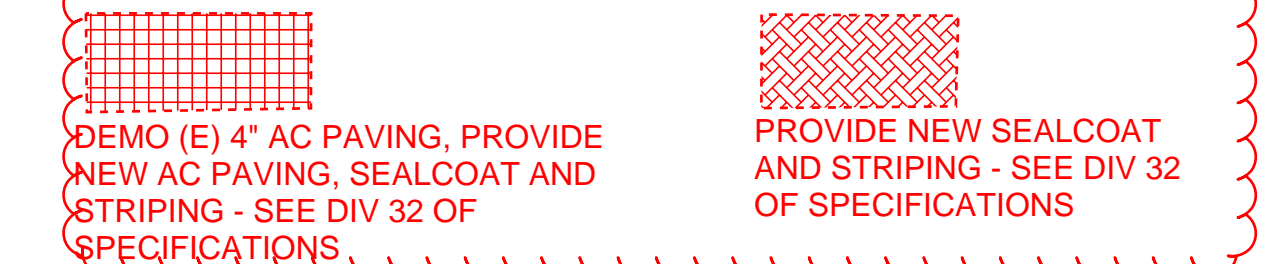 DEMO (E) 4" AC PAVING, PROVIDE
NEW AC PAVING, SEALCOAT AND
STRIPING - SEE DIV 32 OF
SPECIFICATIONS
PROVIDE NEW SEALCOAT
AND STRIPING - SEE DIV 32
OF SPECIFICATIONS